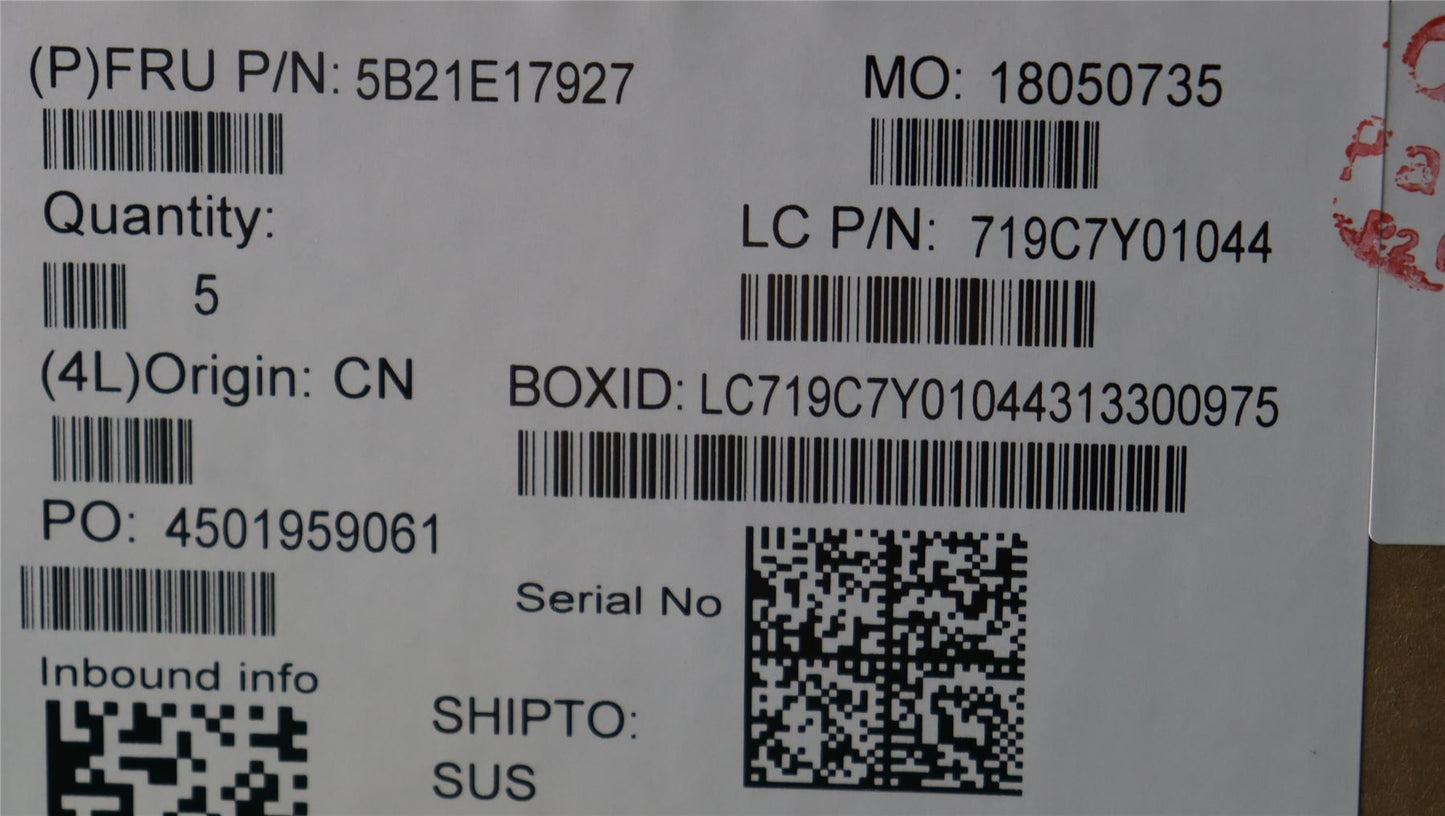 (P)FRU P/N: 5B21E17927
MO: 18050735
Quantity:
5
LC P/N: 719C7Y01044
(4L)Origin: CN
BOXID: LC719C7Y01044313300975
PO: 4501959061
Serial No
Inbound info
SHIPTO:
SUS
Pa